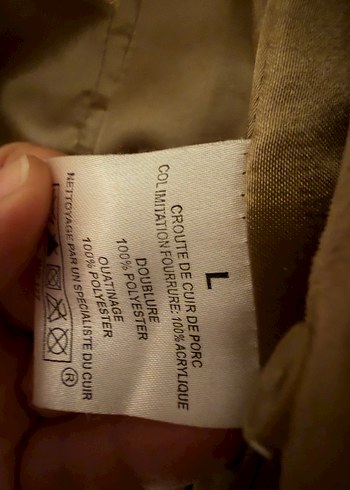 L
CROUTE DE CUIR DE PORC
COL IMITATION FOURRURE: 100% ACRYLIQUE
DOUBLURE
100% POLYESTER
OUATINAGE
100% POLYESTER
NETTOYAGE PAR UN SPECIALISTE DU CUIR
®